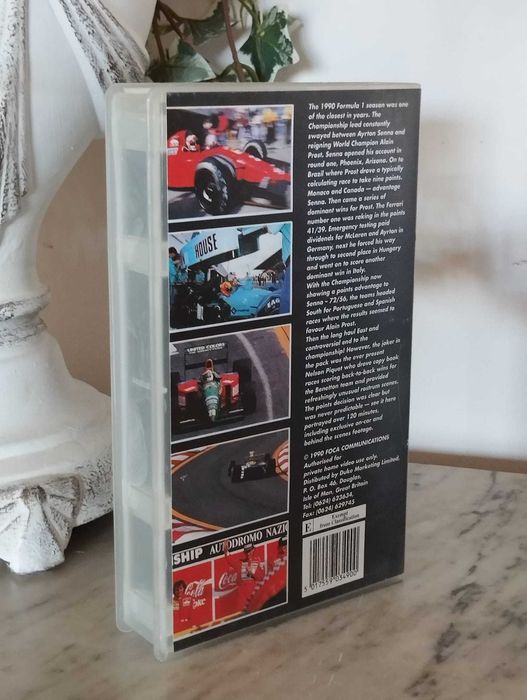 The 1990 Formula 1 season was one
of the closest in years. The
Championship lead constantly
swayed between Ayrton Senna and
reigning World Champion Alain
Prost. Senna opened his account in
round one, Phoenix, Arizona. On to
Brazil where Prost drove a typically
calculating race to take nine points.
Monaco and Canada — advantage
Senna. Then came a series of
dominant wins for Prost. The Ferrari
number one was raking in the points
41/39. Emergency testing paid
dividends for McLaren and Ayrton in
Germany, next he forced his way
through to second place in Hungary
and went on to score another
dominant win in Italy.
With the Championship now
showing a points advantage to
Senna – 72/56, the teams headed
South for Portuguese and Spanish
races where the results seemed to
favour Alain Prost.
Then the long haul East and
controversial end to the
championship! However, the joker in
the pack was the ever present
Nelson Piquet who drove copy book
races scoring back-to-back wins for
the Benetton team and provided
refreshingly unusual rostrum scenes.
The points decision was clear but
was never predictable — see it here
portrayed over 120 minutes,
including exclusive on-car and
behind the scenes footage.
© 1990 FOCA COMMUNICATIONS
Authorised for
private home video use only.
Distributed by Duke Marketing Limited,
P. O. Box 46, Douglas,
Isle of Man, Great Britain
Tel: (0624) 623634,
Fax: (0624) 629745
E Exempt
from Classification
5 017559 034900
HOUSE
UNITED COLORS
SHIP AUTODROMO NAZI
Coca